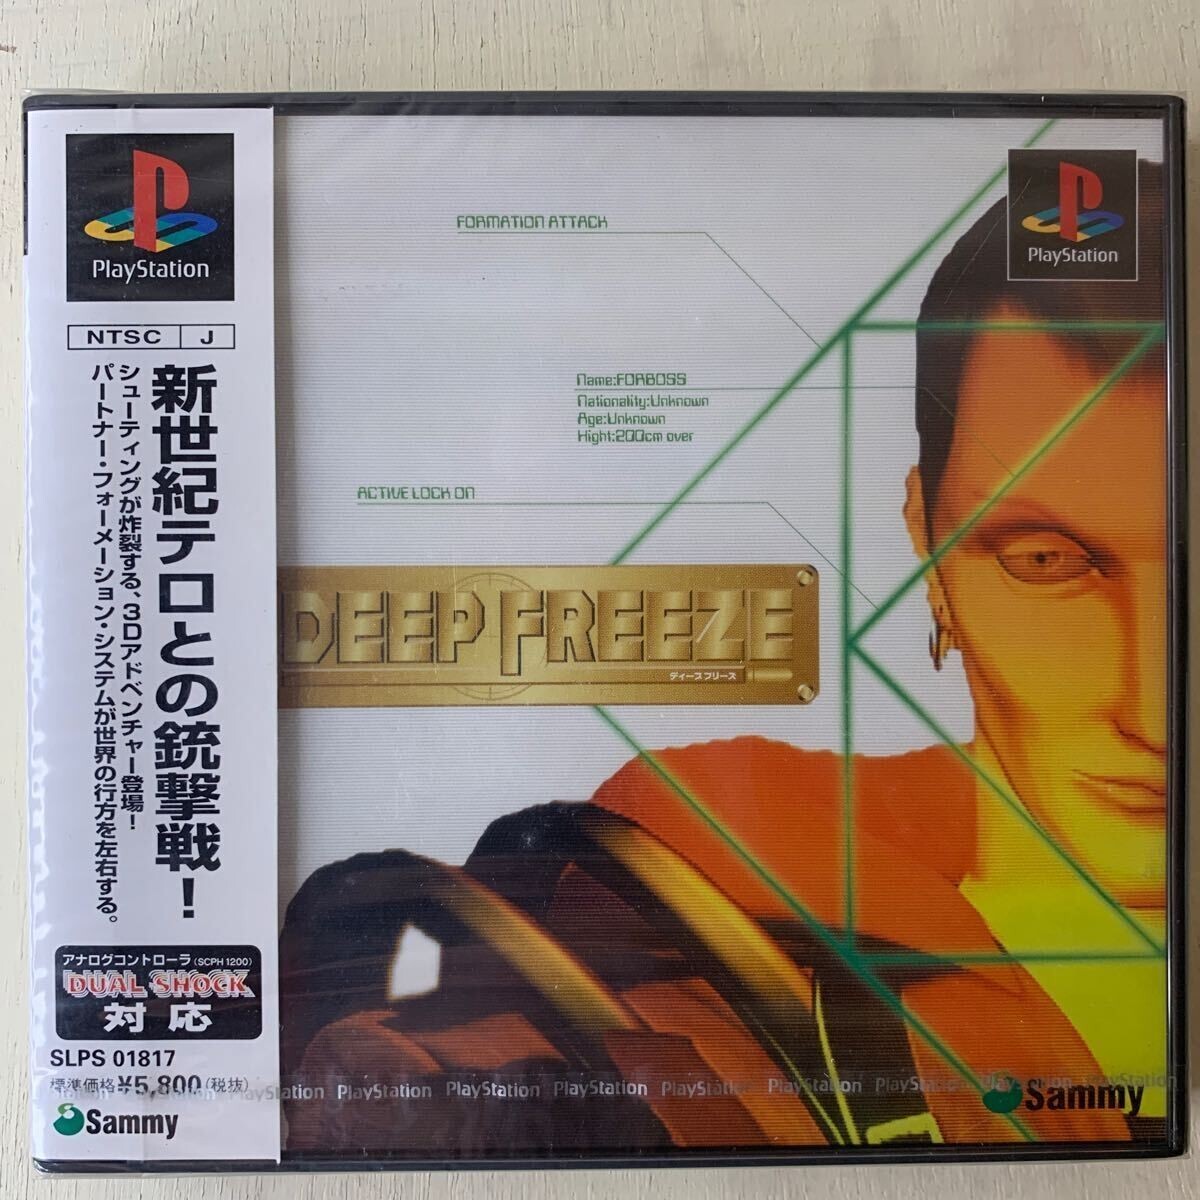 PlayStation
NTSC J
新世紀テロとの銃撃戦!
シューティングが炸裂する、3Dアドベンチャー登場!
パートナー・フォーメーション・システムが世界の行方を左右する。
アナログコントローラ(SCPH 1200)
DUAL SHOCK
対応
SLPS 01817
標準価格¥5,800(税抜)
Sammy
PlayStation
FORMATION ATTACK
Name:FORBOSS
Nationality:Unknown
Age:Unknown
Hight:200cm over
ACTIVE LOCK ON
DEEP FREEZE
ディープフリーズ
PlayStation PlayStation PlayStation PlayStation PlayStation PlayStation PlayStation PlayStation PlayStation PlayStation
Sammy